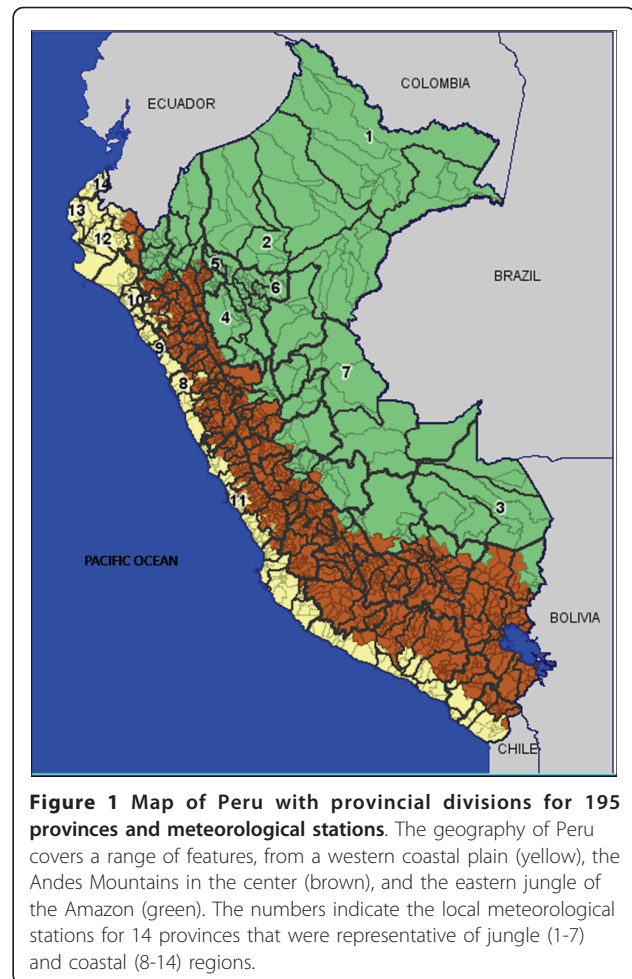 COLOMBIA
ECUADOR
1
14
13
12
2
5
6
BRAZIL
10
4
9
7
8
11
3
PACIFIC OCEAN
BOLIVIA
CHILE
Figure 1 Map of Peru with provincial divisions for 195
provinces and meteorological stations. The geography of Peru
covers a range of features, from a western coastal plain (yellow), the
Andes Mountains in the center (brown), and the eastern jungle of
the Amazon (green). The numbers indicate the local meteorological
stations for 14 provinces that were representative of jungle (1-7)
and coastal (8-14) regions.